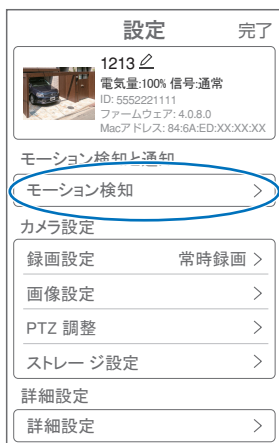 設定
完了
1213
電気量:100% 信号:通常
ID: 5552221111
ファームウェア: 4.0.8.0
Macアドレス: 84:6A:ED:XX:XX:XX
モーション検知と通知
モーション検知 >
カメラ設定
録画設定 常時録画 >
画像設定 >
PTZ 調整 >
ストレージ設定 >
詳細設定
詳細設定 >